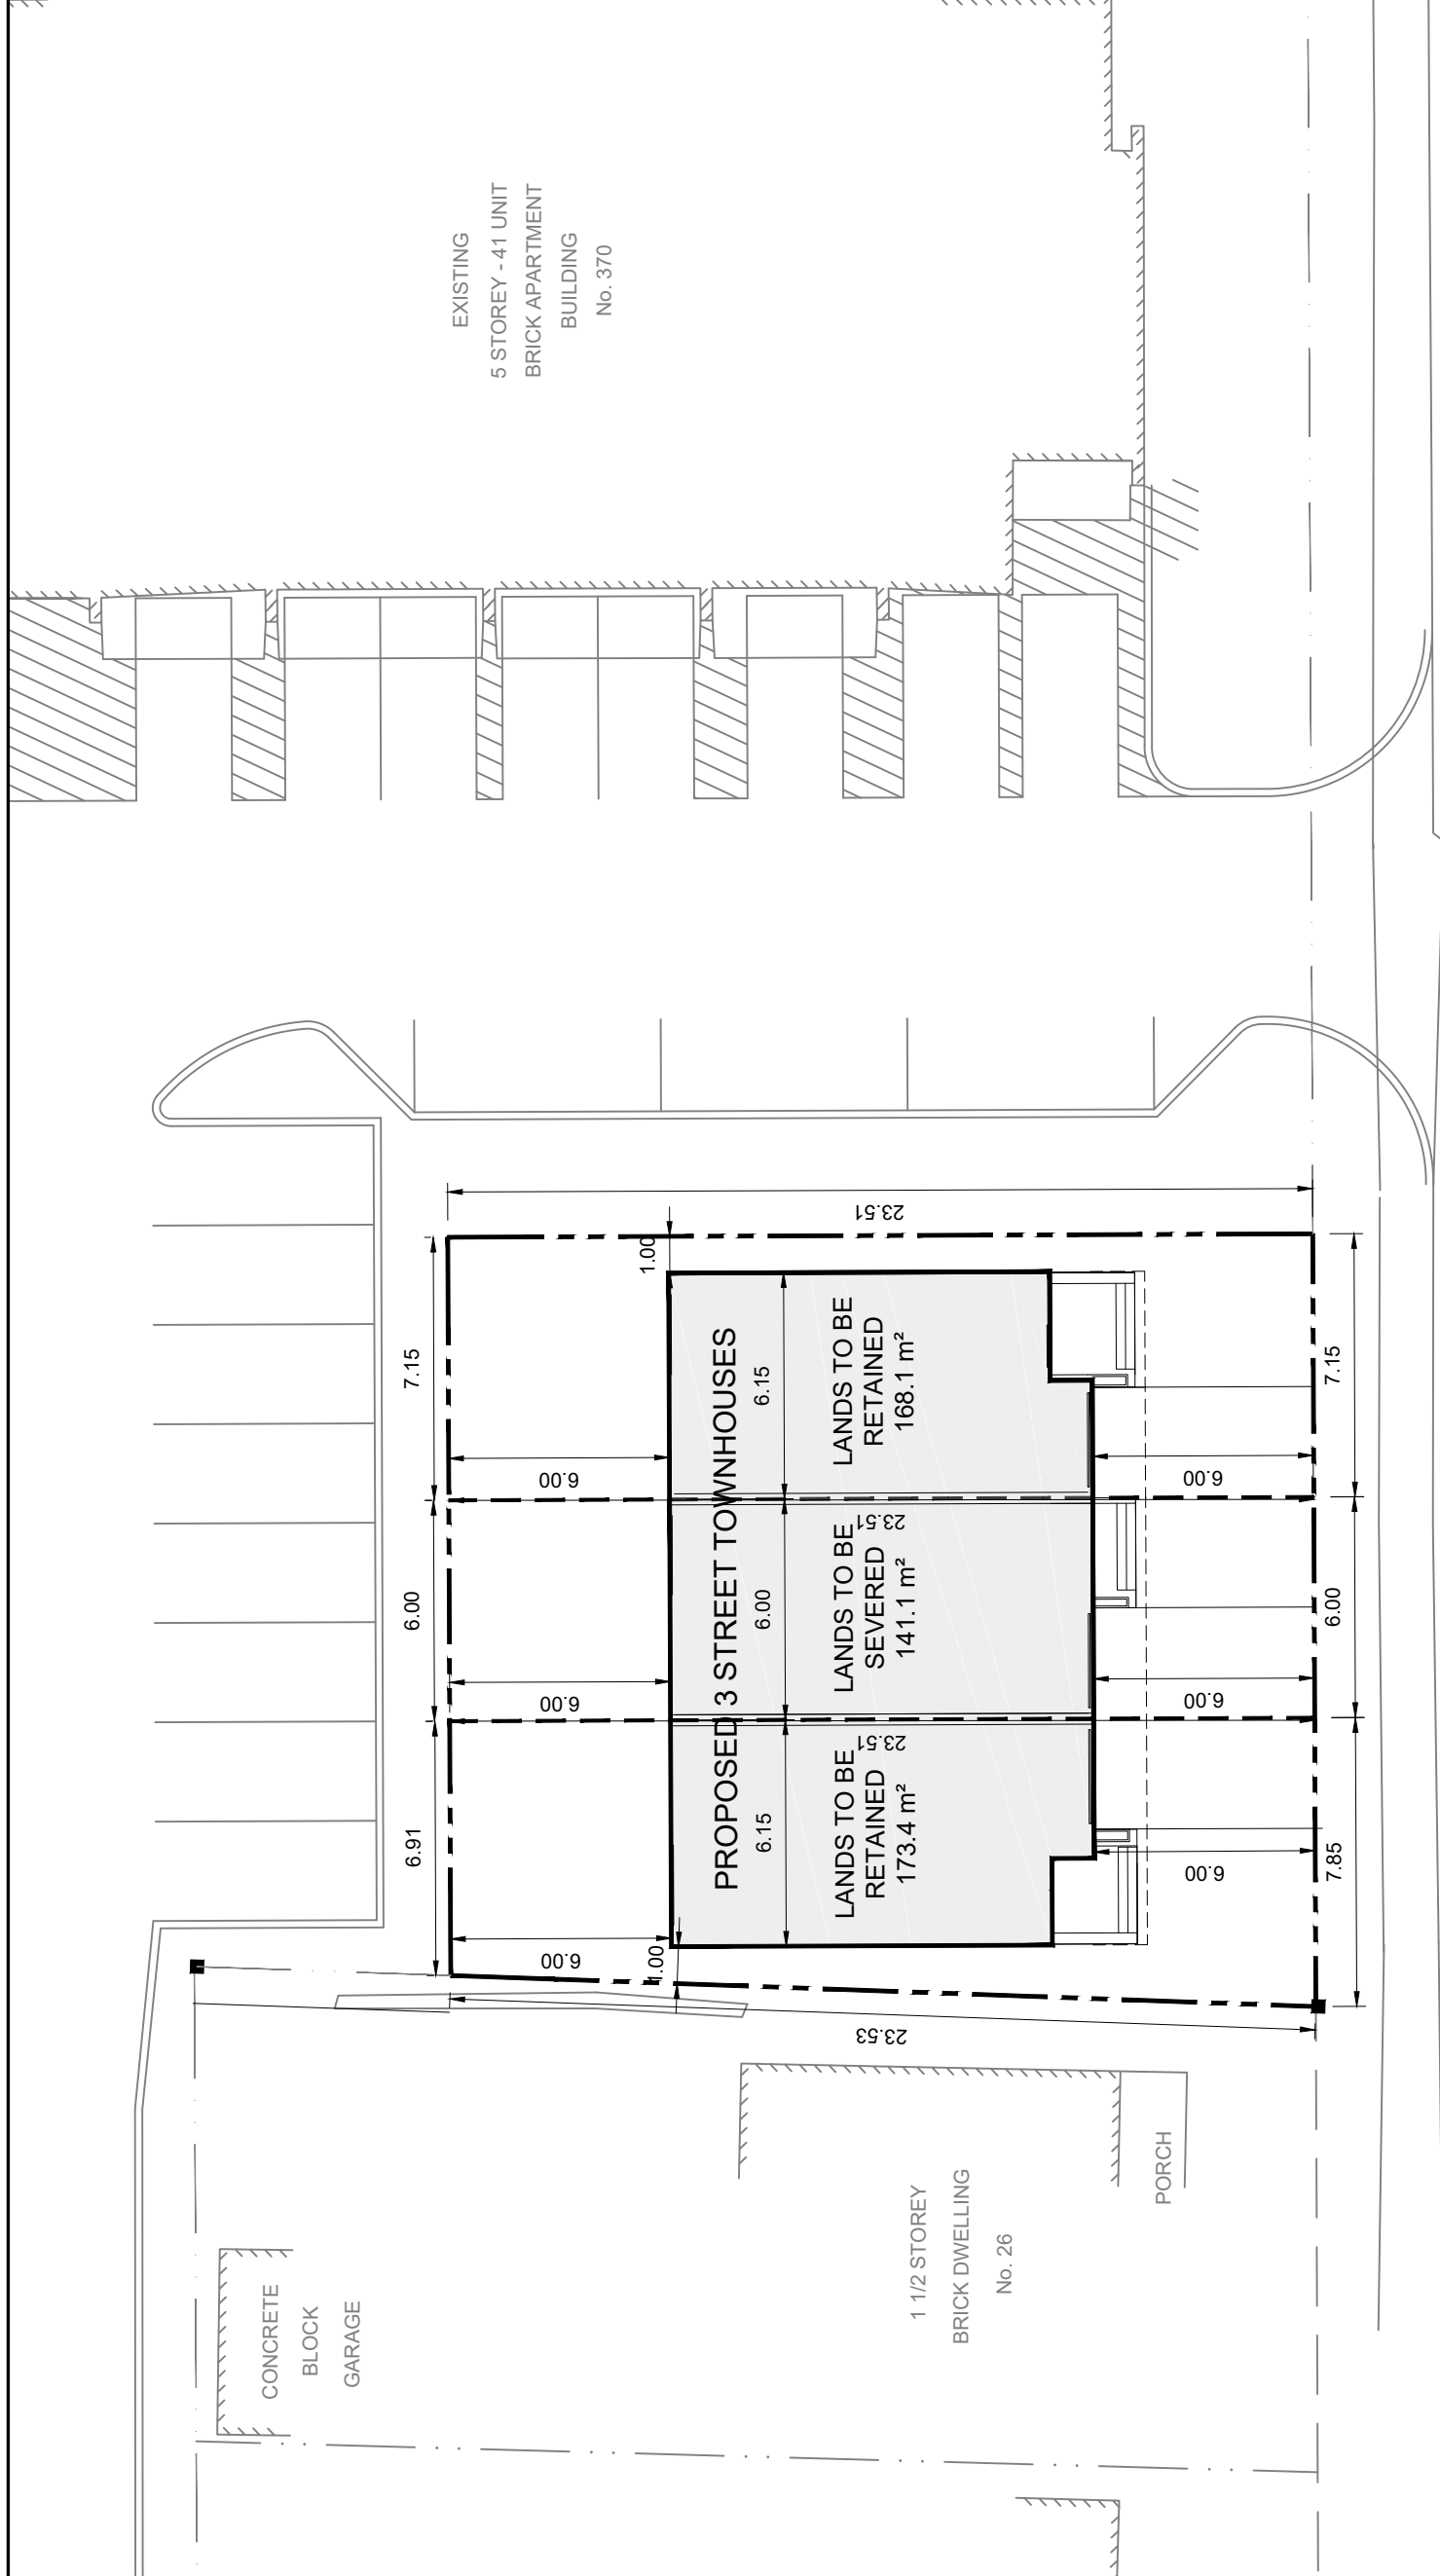 EXISTING
5 STOREY - 41 UNIT
BRICK APARTMENT
BUILDING
No. 370
23.51
1.00
7.15
6.00
6.91
6.00
6.00
6.00
PROPOSED 3 STREET TOWNHOUSES
6.15
6.00
6.15
LANDS TO BE
RETAINED
168.1 m²
23.51
LANDS TO BE
SEVERED
141.1 m²
23.51
LANDS TO BE
RETAINED
173.4 m²
6.00
6.00
6.00
7.15
6.00
7.85
1.00
23.53
CONCRETE
BLOCK
GARAGE
1 1/2 STOREY
BRICK DWELLING
No. 26
PORCH